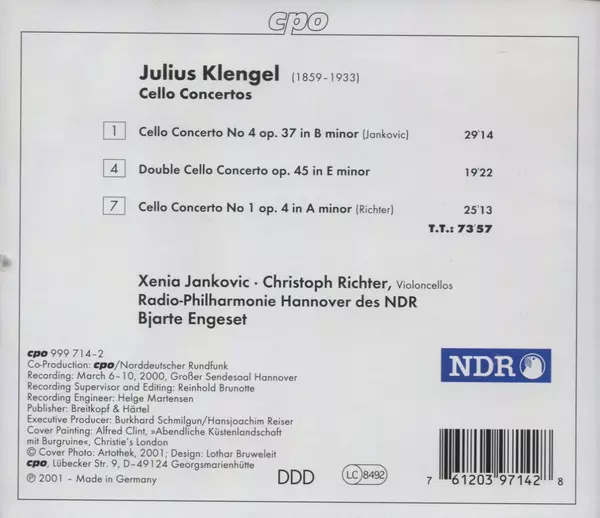 cpo
Julius Klengel (1859–1933)
Cello Concertos
1 Cello Concerto No 4 op. 37 in B minor (Jankovic) 29'14
4 Double Cello Concerto op. 45 in E minor 19'22
7 Cello Concerto No 1 op. 4 in A minor (Richter) 25'13
T.T.: 73'57
Xenia Jankovic · Christoph Richter, Violoncellos
Radio-Philharmonie Hannover des NDR
Bjarte Engeset
cpo 999 714–2
Co-Production: cpo/Norddeutscher Rundfunk
Recording: March 6–10, 2000, Großer Sendesaal Hannover
Recording Supervisor and Editing: Reinhold Brunotte
Recording Engineer: Helge Martensen
Publisher: Breitkopf & Härtel
Executive Producer: Burkhard Schmilgun/Hansjoachim Reiser
Cover Painting: Alfred Clint, »Abendliche Küstenlandschaft
mit Burgruine«, Christie's London
© Cover Photo: Artothek, 2001; Design: Lothar Bruweleit
cpo, Lübecker Str. 9, D–49124 Georgsmarienhütte
℗ 2001 – Made in Germany
NDR
DDD
LC 8492
7 61203 97142 8